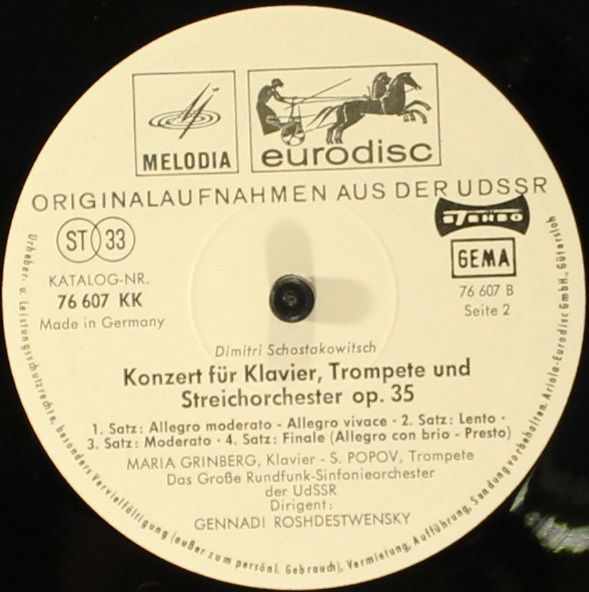 MELODIA
eurodisc
ORIGINALAUFNAHMEN AUS DER UDSSR
ST 33
STEREO
GEMA
KATALOG-NR.
76 607 KK
Made in Germany
76 607 B
Seite 2
Dimitri Schostakowitsch
Konzert für Klavier, Trompete und
Streichorchester op. 35
1. Satz: Allegro moderato - Allegro vivace · 2. Satz: Lento ·
3. Satz: Moderato · 4. Satz: Finale (Allegro con brio - Presto)
MARIA GRINBERG, Klavier - S. POPOV, Trompete
Das Große Rundfunk-Sinfonieorchester
der UdSSR
Dirigent:
GENNADI ROSHDESTWENSKY
Urheber- u. Leistungsschutzrechte, besonders Vervielfältigung (außer zum persönl. Gebrauch), Vermietung, Aufführung, Sendung vorbehalten. Ariola-Eurodisc GmbH., Gütersloh